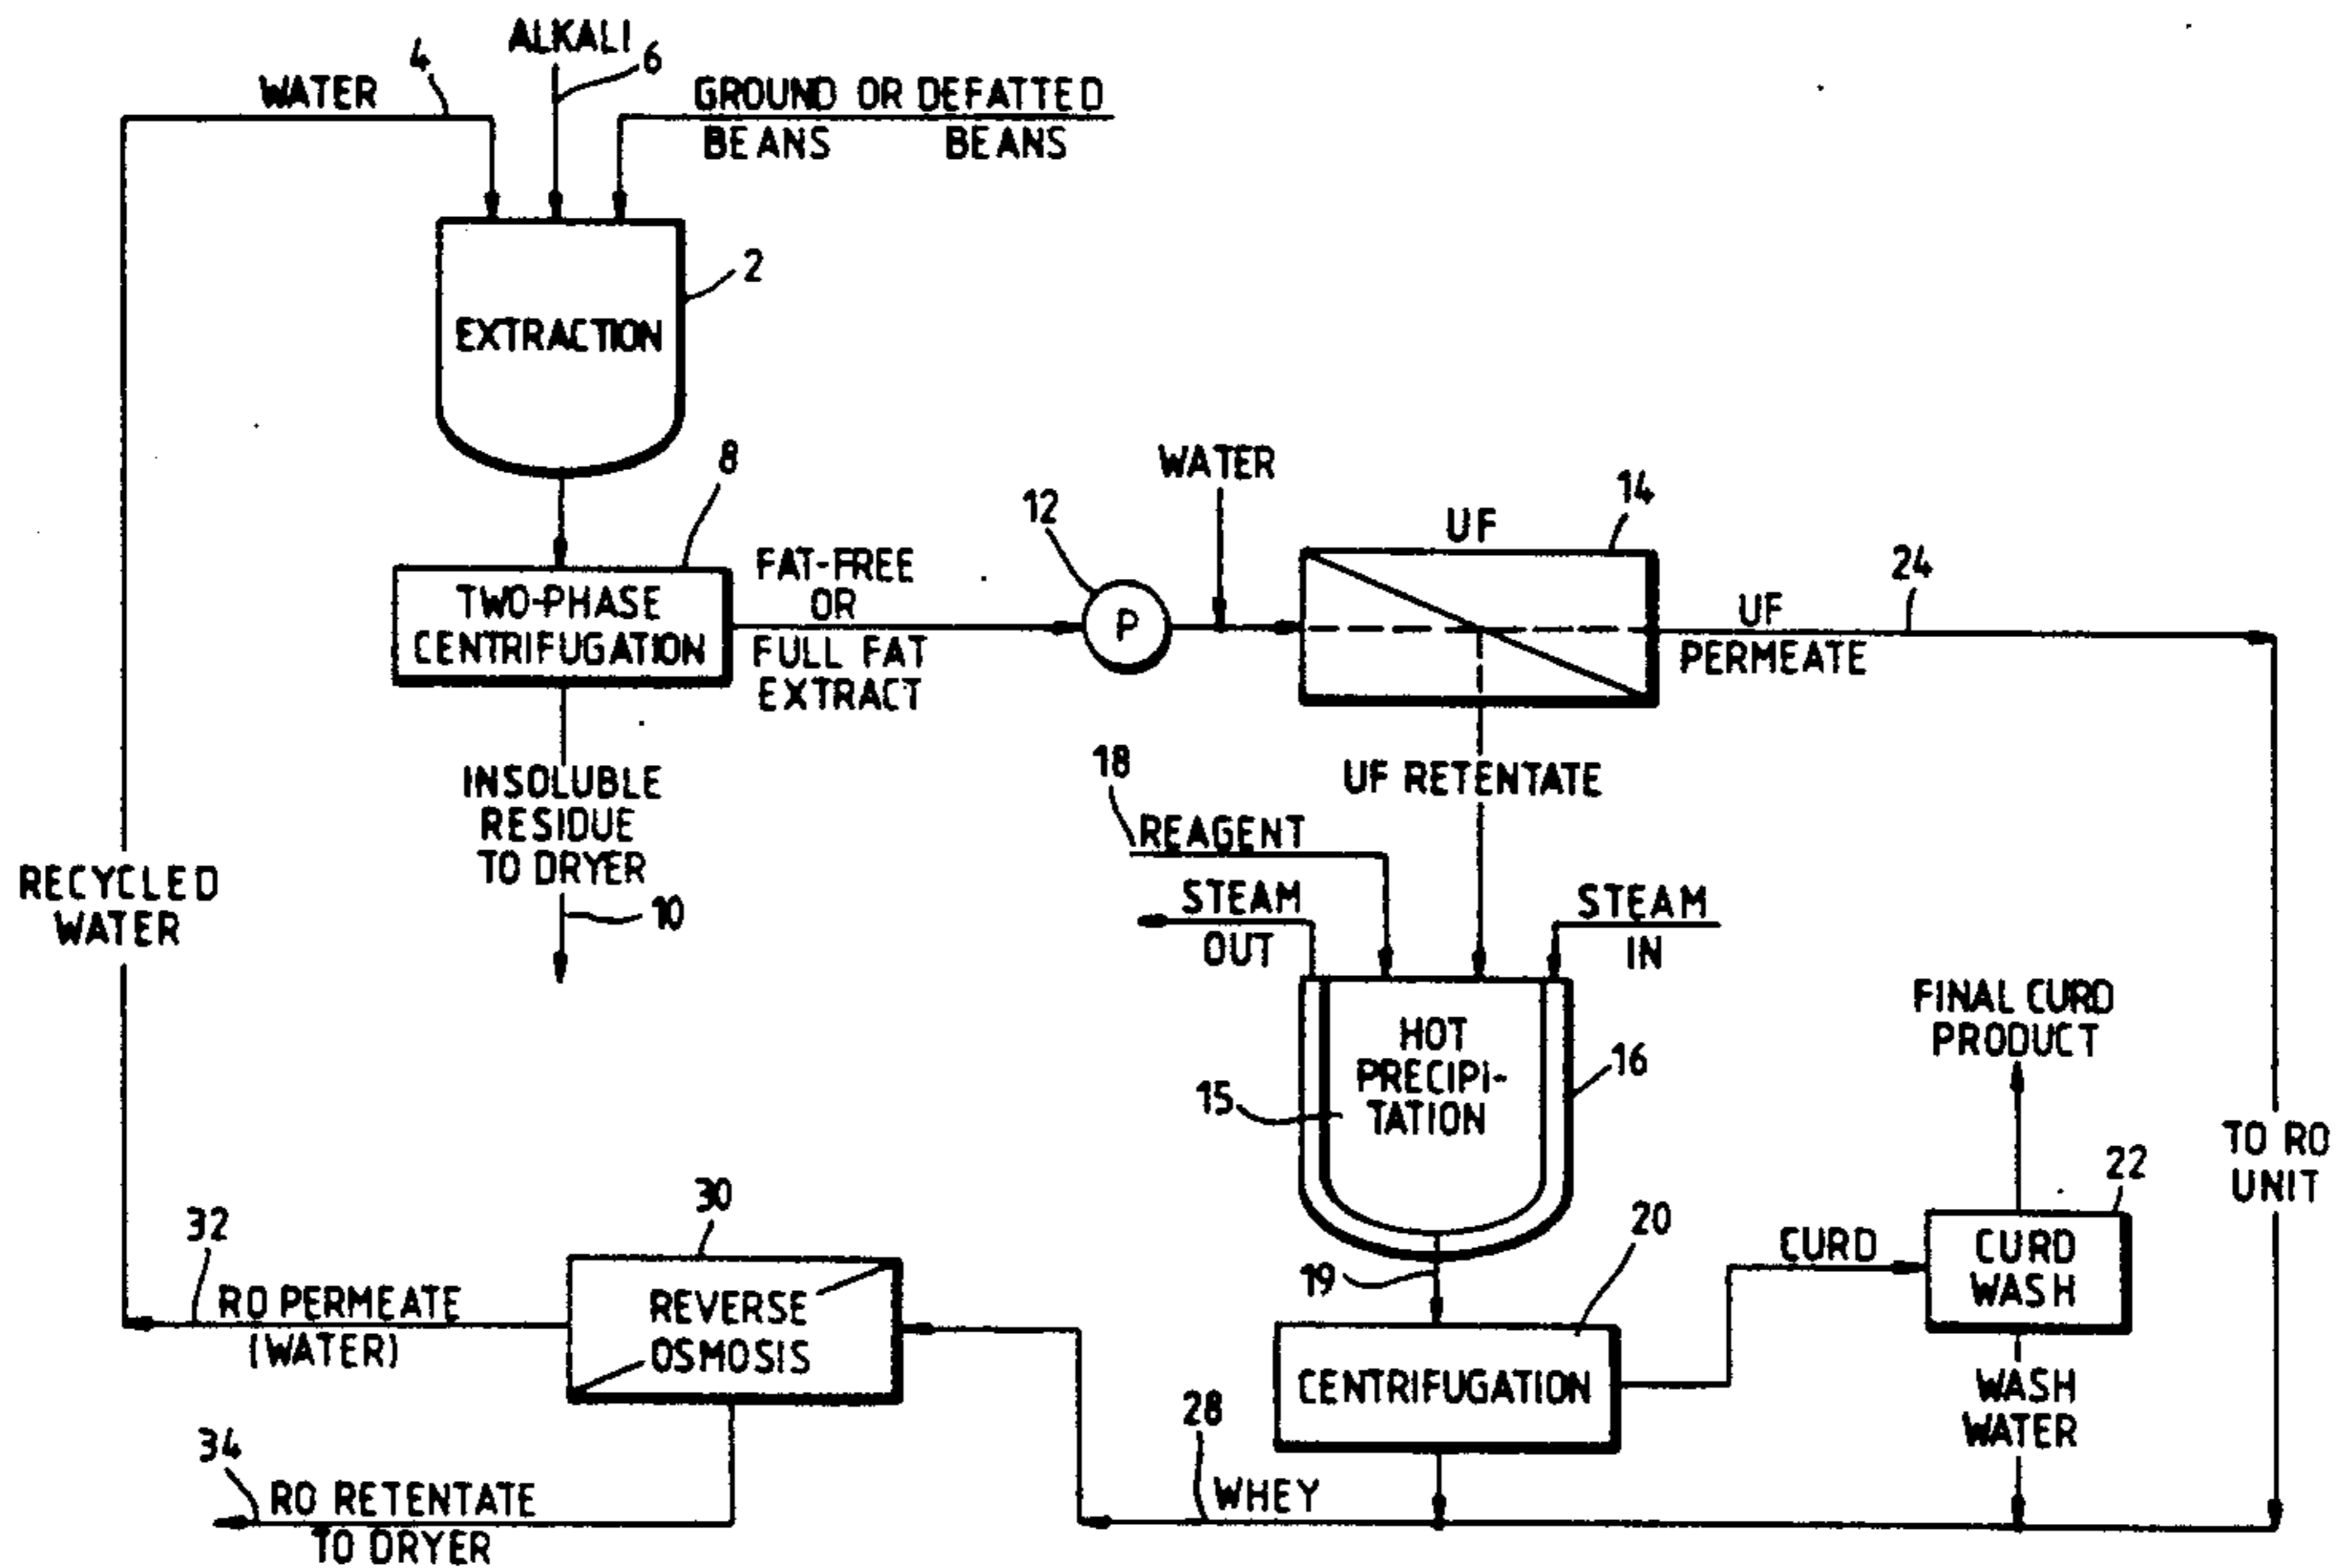 ALKALI
4
6
WATER
GROUND OR DEFATTED
BEANS BEANS
2
EXTRACTION
8
WATER
12
UF
14
24
TWO-PHASE
CENTRIFUGATION
FAT-FREE
OR
FULL FAT
EXTRACT
P
UF
PERMEATE
INSOLUBLE
RESIDUE
TO DRYER
10
18
UF RETENTATE
REAGENT
STEAM
OUT
STEAM
IN
RECYCLED
WATER
HOT
PRECIPI-
TATION
15
16
FINAL CURD
PRODUCT
TO RO
UNIT
22
CURD
CURD
WASH
19
20
CENTRIFUGATION
WASH
WATER
32
30
RO PERMEATE
(WATER)
REVERSE
OSMOSIS
28
WHEY
34
RO RETENTATE
TO DRYER